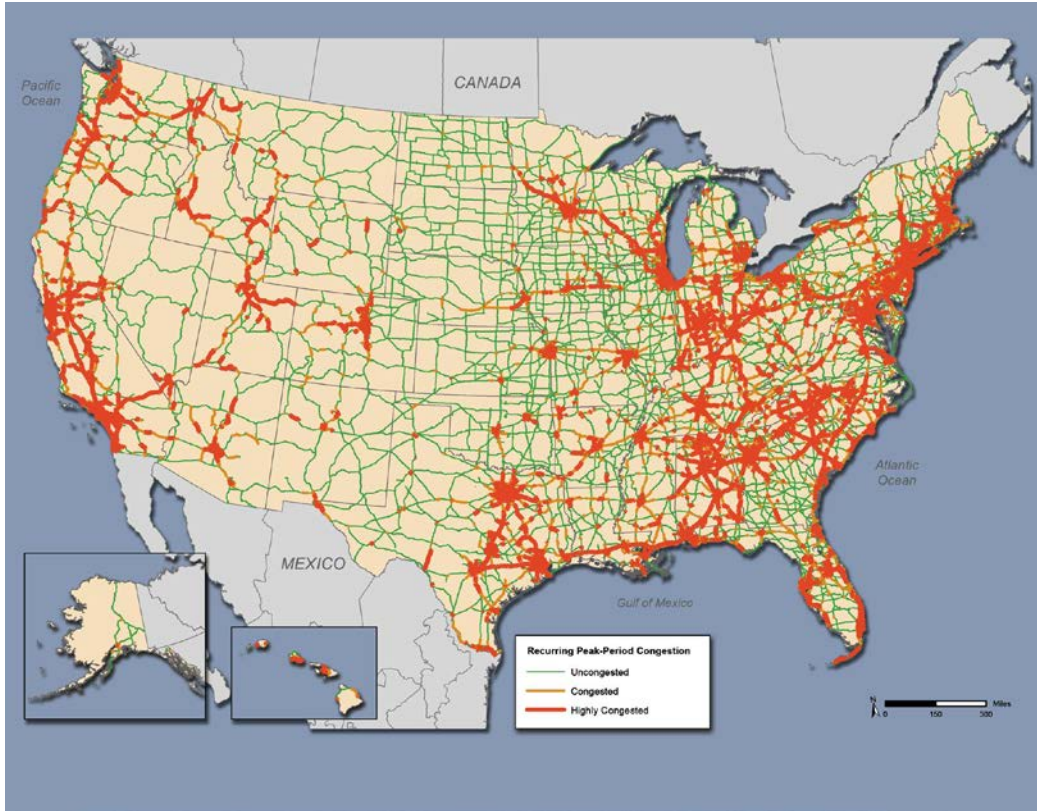 CANADA
Pacific
Ocean
Atlantic
Ocean
MEXICO
Gulf of Mexico
Recurring Peak-Period Congestion
Uncongested
Congested
Highly Congested
N
Miles
0 150 300